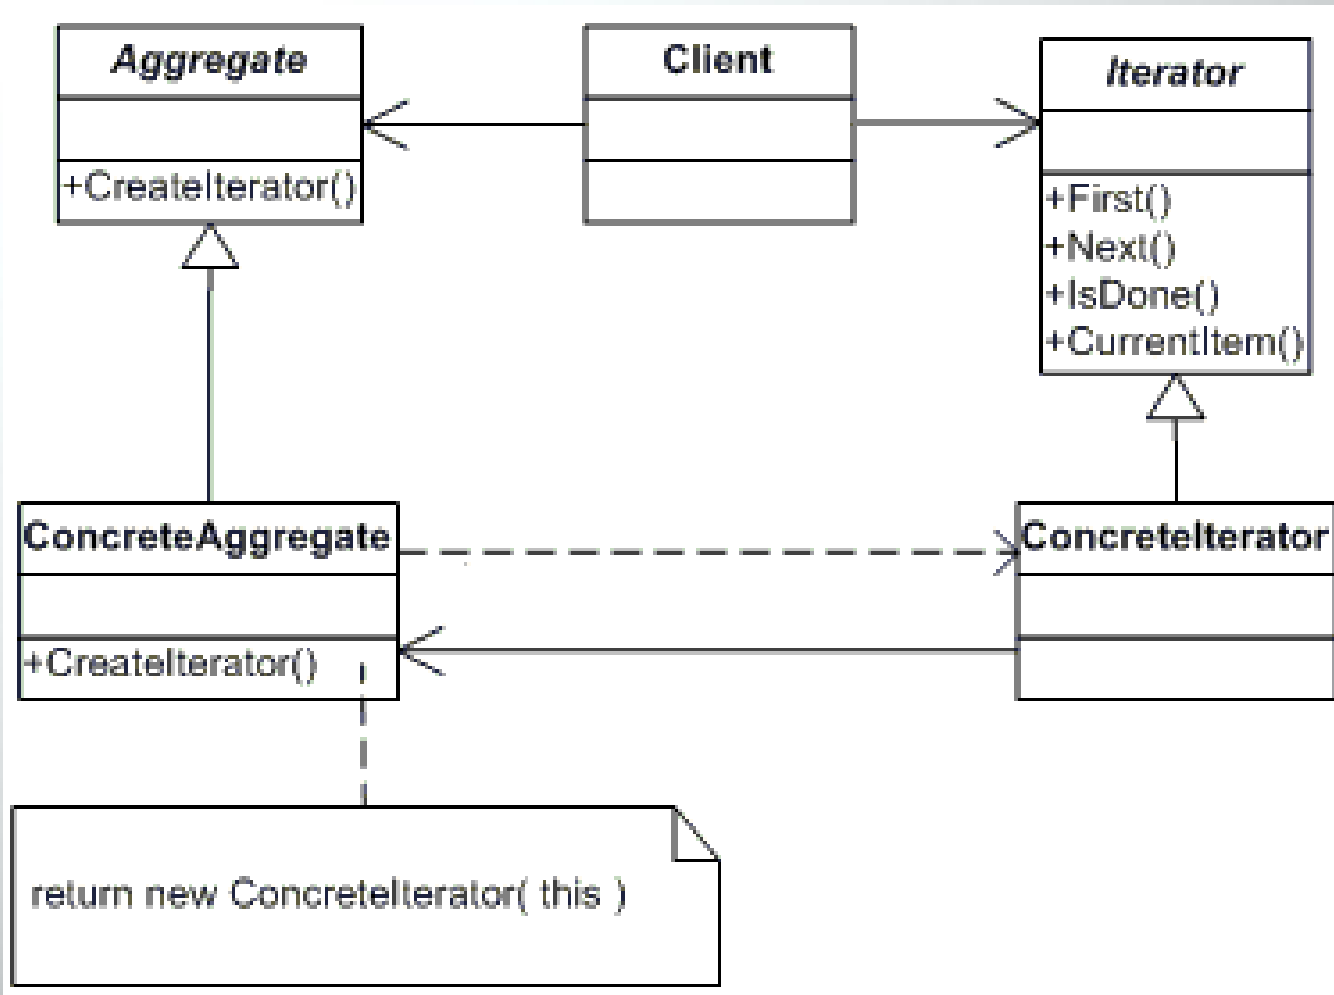 Aggregate
+CreateIterator()
Client
Iterator
+First()
+Next()
+IsDone()
+CurrentItem()
ConcreteAggregate
+CreateIterator()
ConcreteIterator
return new ConcreteIterator( this )